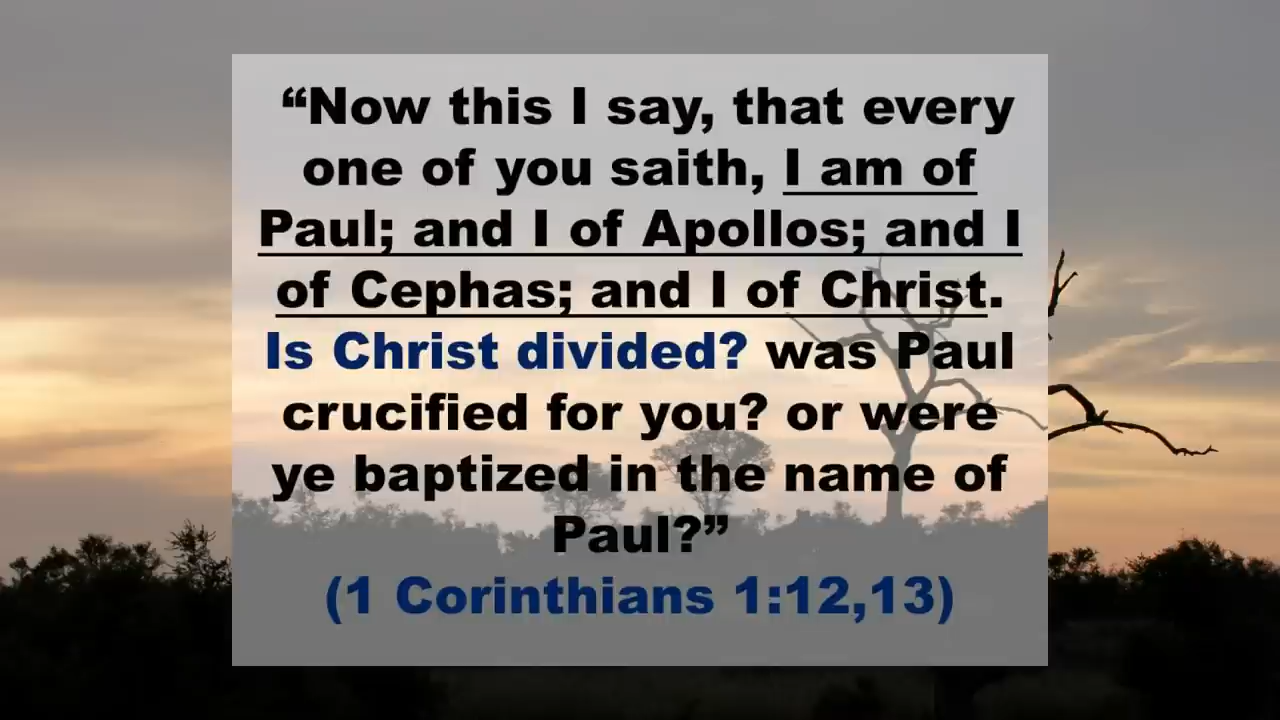 “Now this I say, that every
one of you saith, I am of
Paul; and I of Apollos; and I
of Cephas; and I of Christ.
Is Christ divided? was Paul
crucified for you? or were
ye baptized in the name of
Paul?”
(1 Corinthians 1:12,13)